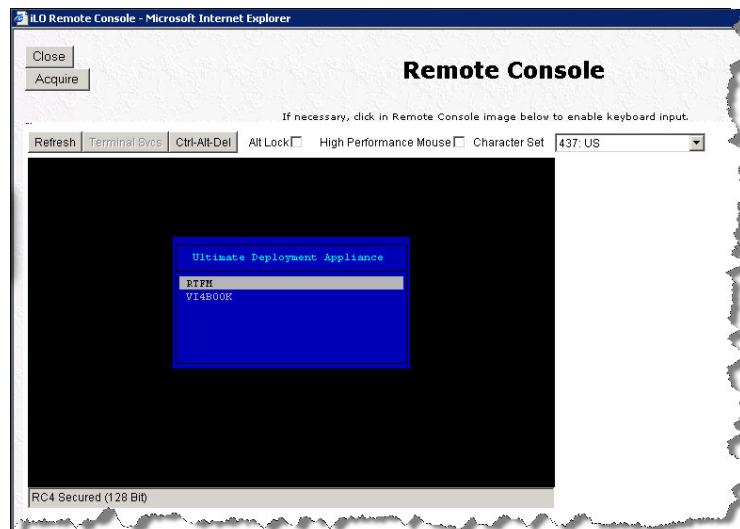 iLO Remote Console - Microsoft Internet Explorer
Close
Acquire
Remote Console
If necessary, click in Remote Console image below to enable keyboard input.
Refresh Terminal Svcs Ctrl-Alt-Del Alt Lock High Performance Mouse Character Set 437: US
Ultimate Deployment Appliance
RTFM
VI4BOOK
RC4 Secured (128 Bit)